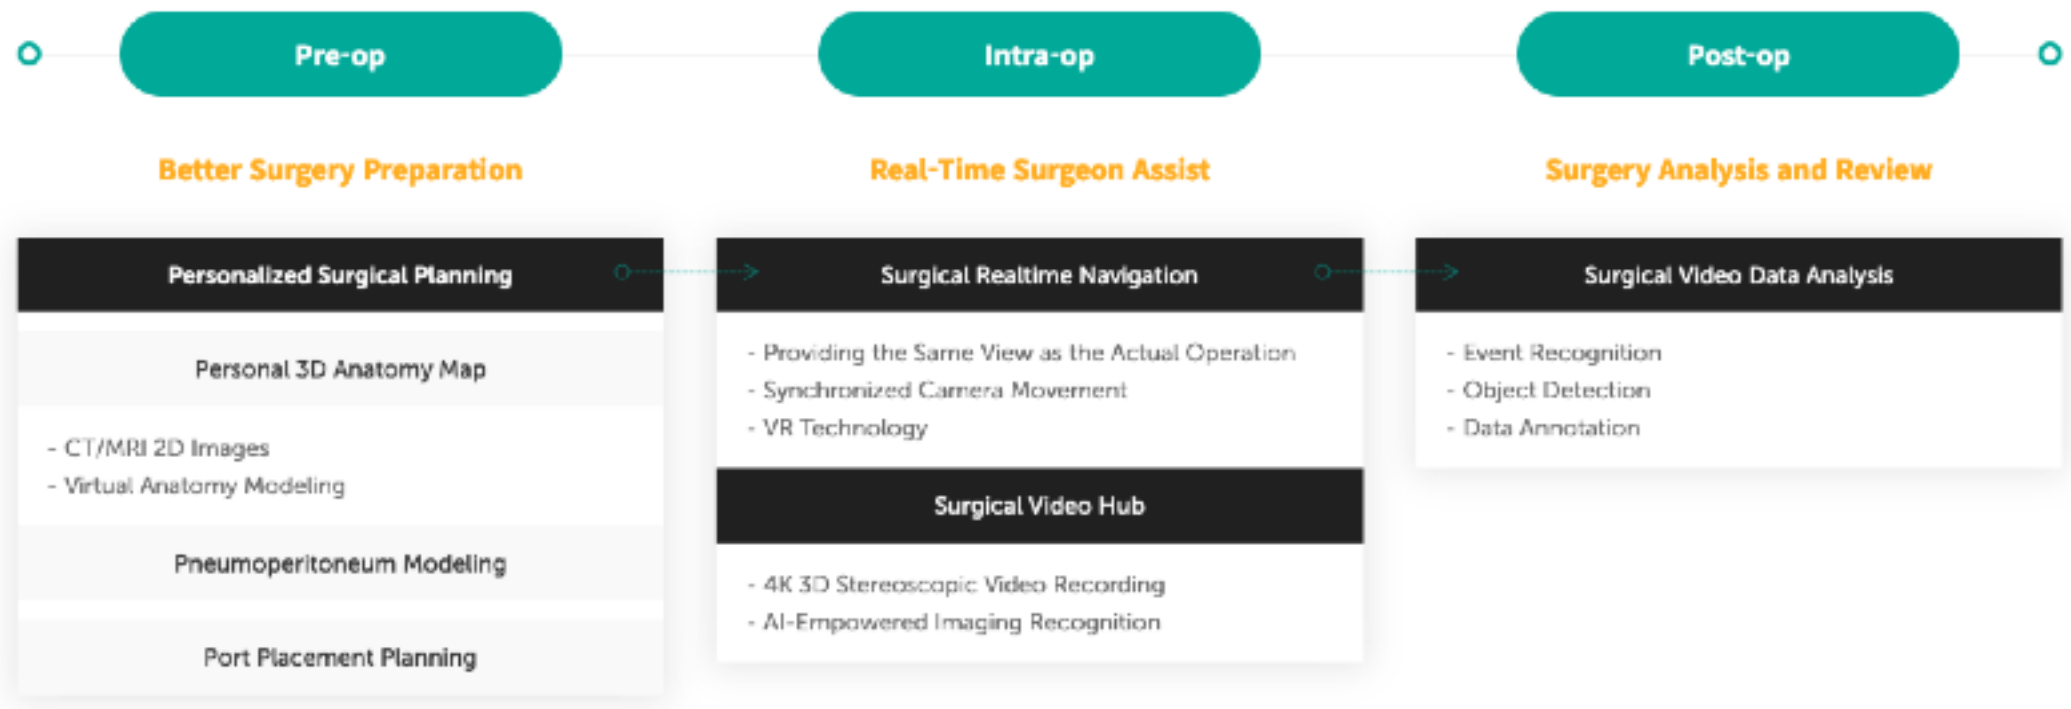 Pre-op
Intra-op
Post-op
Better Surgery Preparation
Real-Time Surgeon Assist
Surgery Analysis and Review
Personalized Surgical Planning
Personal 3D Anatomy Map
- CT/MRI 2D Images
- Virtual Anatomy Modeling
Pneumoperitoneum Modeling
Port Placement Planning
Surgical Realtime Navigation
- Providing the Same View as the Actual Operation
- Synchronized Camera Movement
- VR Technology
Surgical Video Hub
- 4K 3D Stereoscopic Video Recording
- AI-Empowered Imaging Recognition
Surgical Video Data Analysis
- Event Recognition
- Object Detection
- Data Annotation